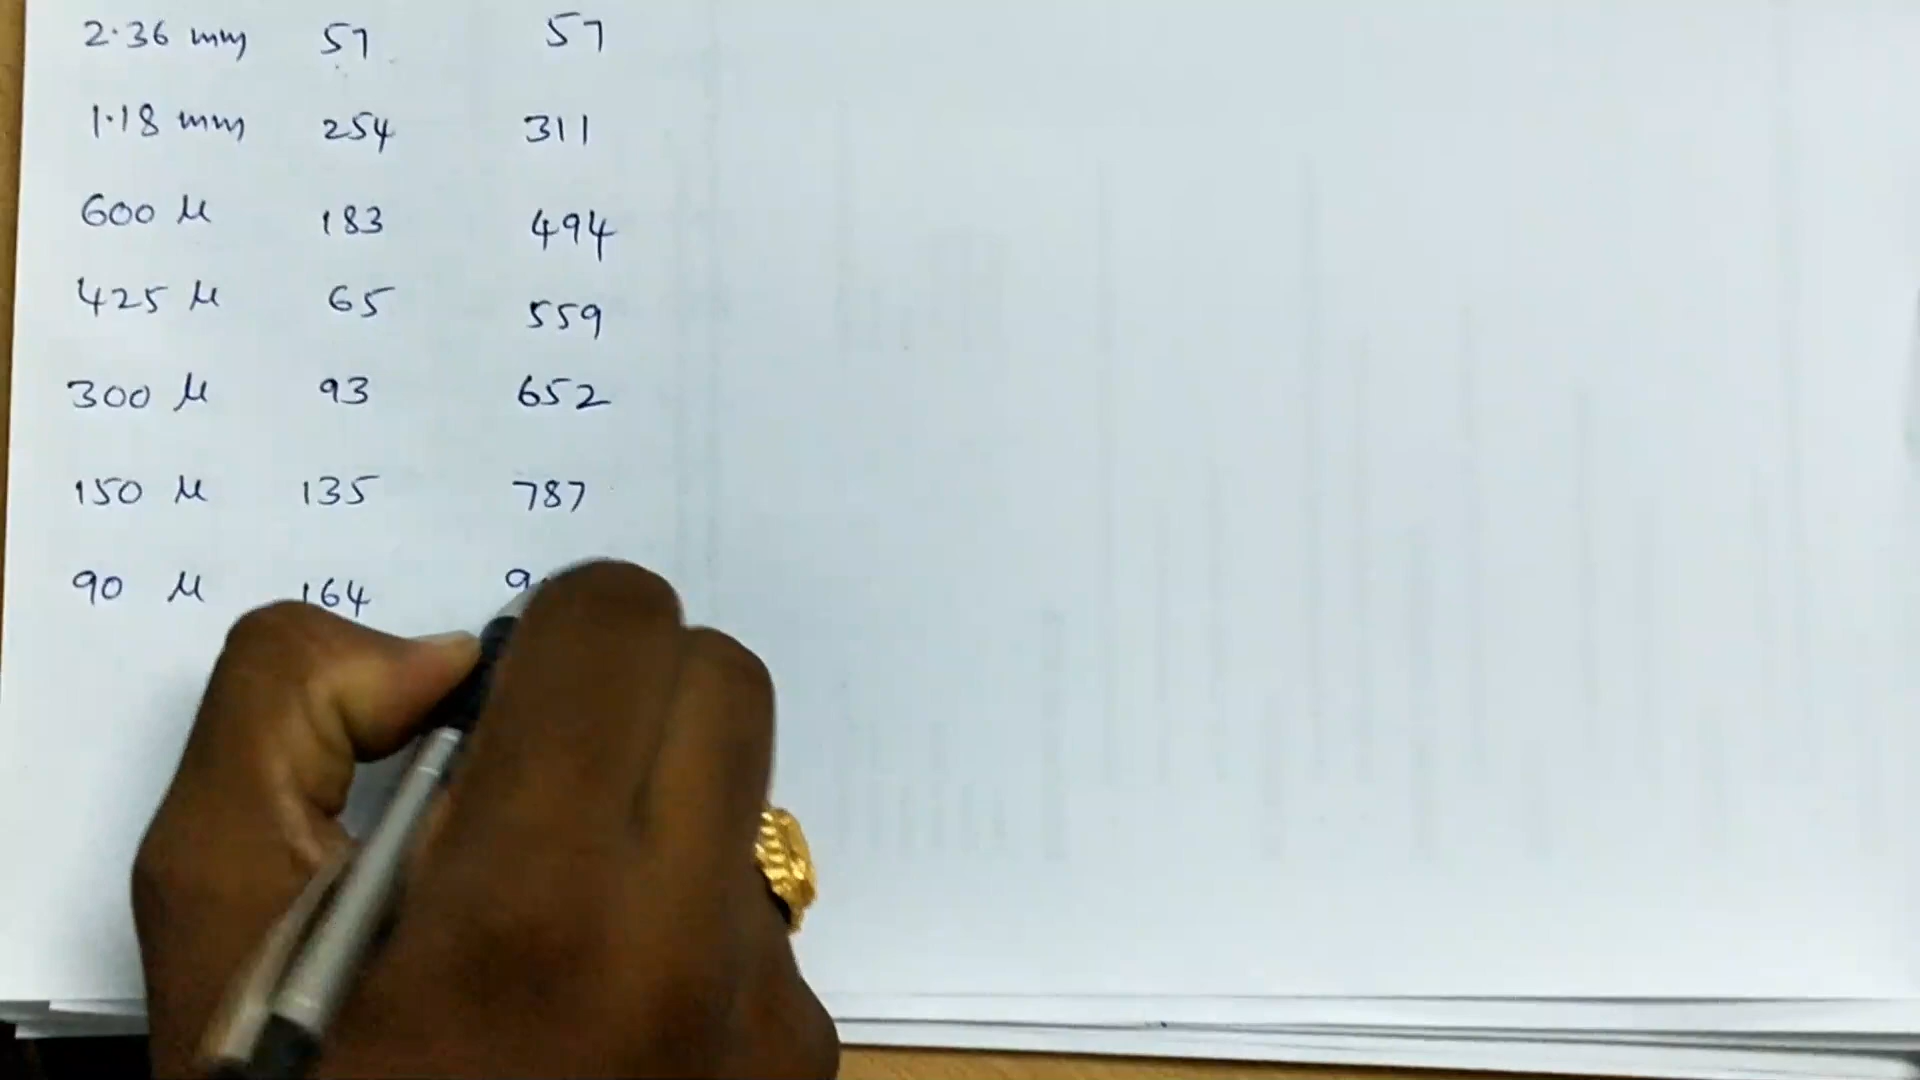 2.36 mm 57 57
1.18 mm 254 311
600 μ 183 494
425 μ 65 559
300 μ 93 652
150 μ 135 787
90 μ 164 9